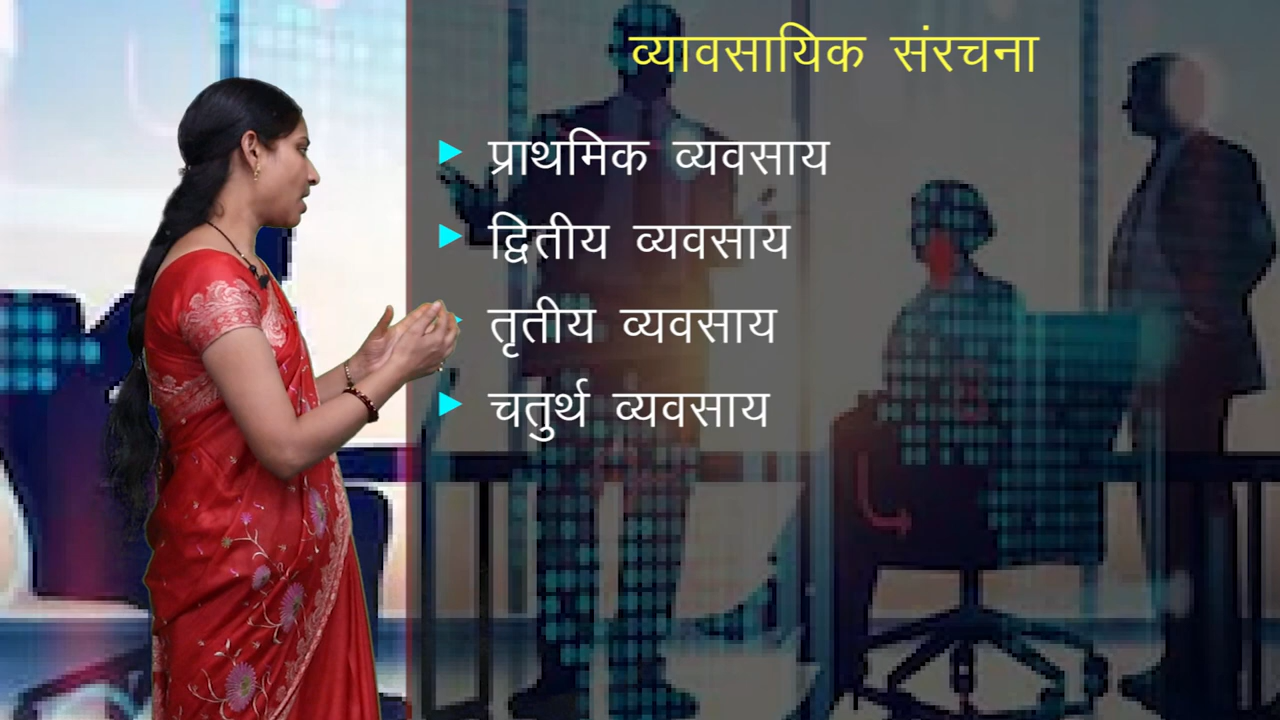 व्यावसायिक संरचना
प्राथमिक व्यवसाय
द्वितीय व्यवसाय
तृतीय व्यवसाय
चतुर्थ व्यवसाय